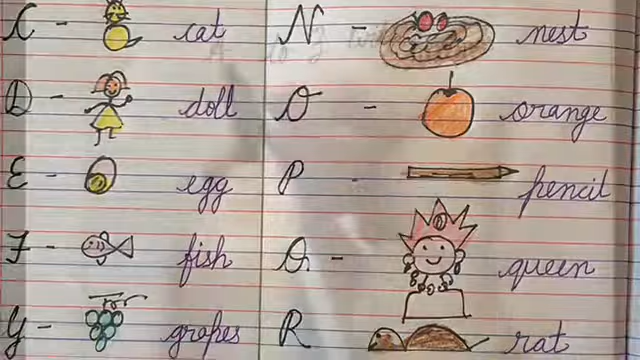 C - cat
D - doll
E - egg
F - fish
G - grapes
N - nest
O - orange
P - pencil
Q - queen
R rat